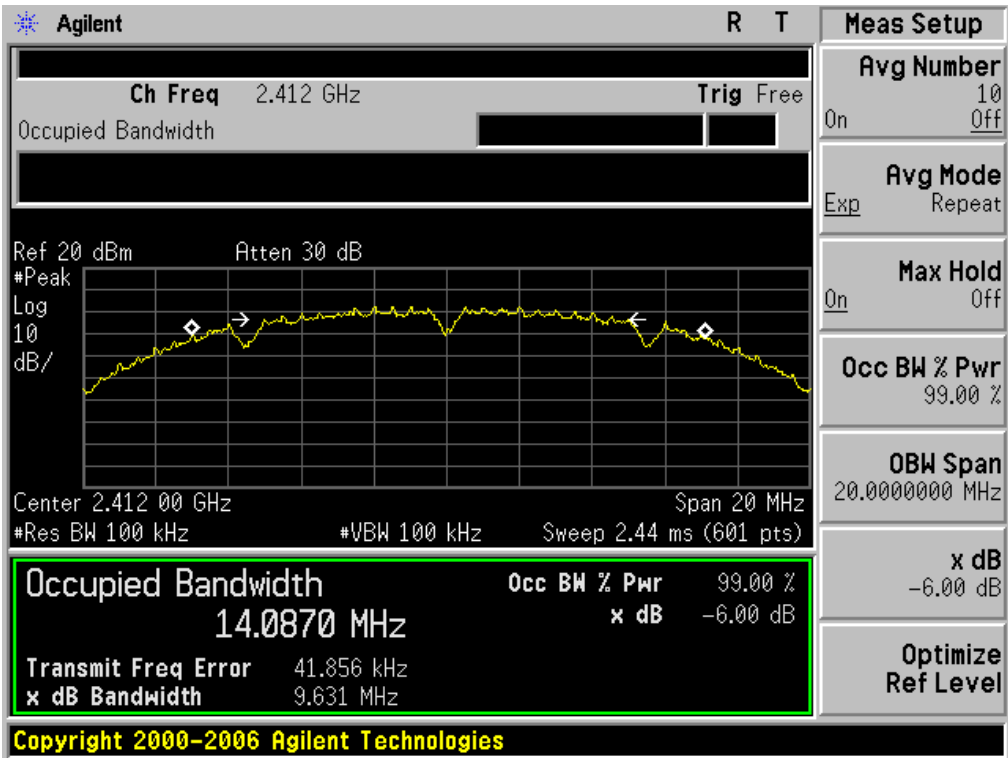 Agilent R T
Ch Freq 2.412 GHz Trig Free
Occupied Bandwidth
Ref 20 dBm Atten 30 dB
#Peak
Log
10
dB/
Center 2.412 00 GHz Span 20 MHz
#Res BW 100 kHz #VBW 100 kHz Sweep 2.44 ms (601 pts)
Occupied Bandwidth Occ BW % Pwr 99.00 %
14.0870 MHz x dB -6.00 dB
Transmit Freq Error 41.856 kHz
x dB Bandwidth 9.631 MHz
Copyright 2000-2006 Agilent Technologies
Meas Setup
Avg Number
10
On Off
Avg Mode
Exp Repeat
Max Hold
On Off
Occ BW % Pwr
99.00 %
OBW Span
20.0000000 MHz
x dB
-6.00 dB
Optimize
Ref Level